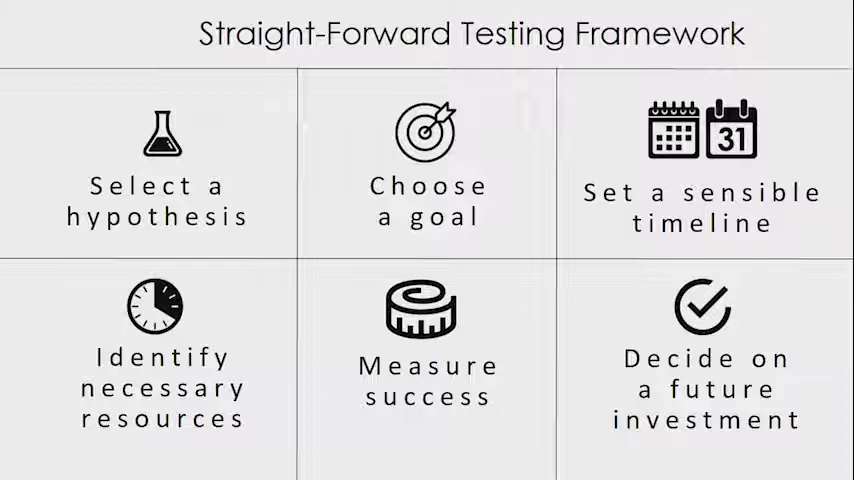 Straight-Forward Testing Framework
Select a
hypothesis
Choose
a goal
31
Set a sensible
timeline
Identify
necessary
resources
Measure
success
Decide on
a future
investment